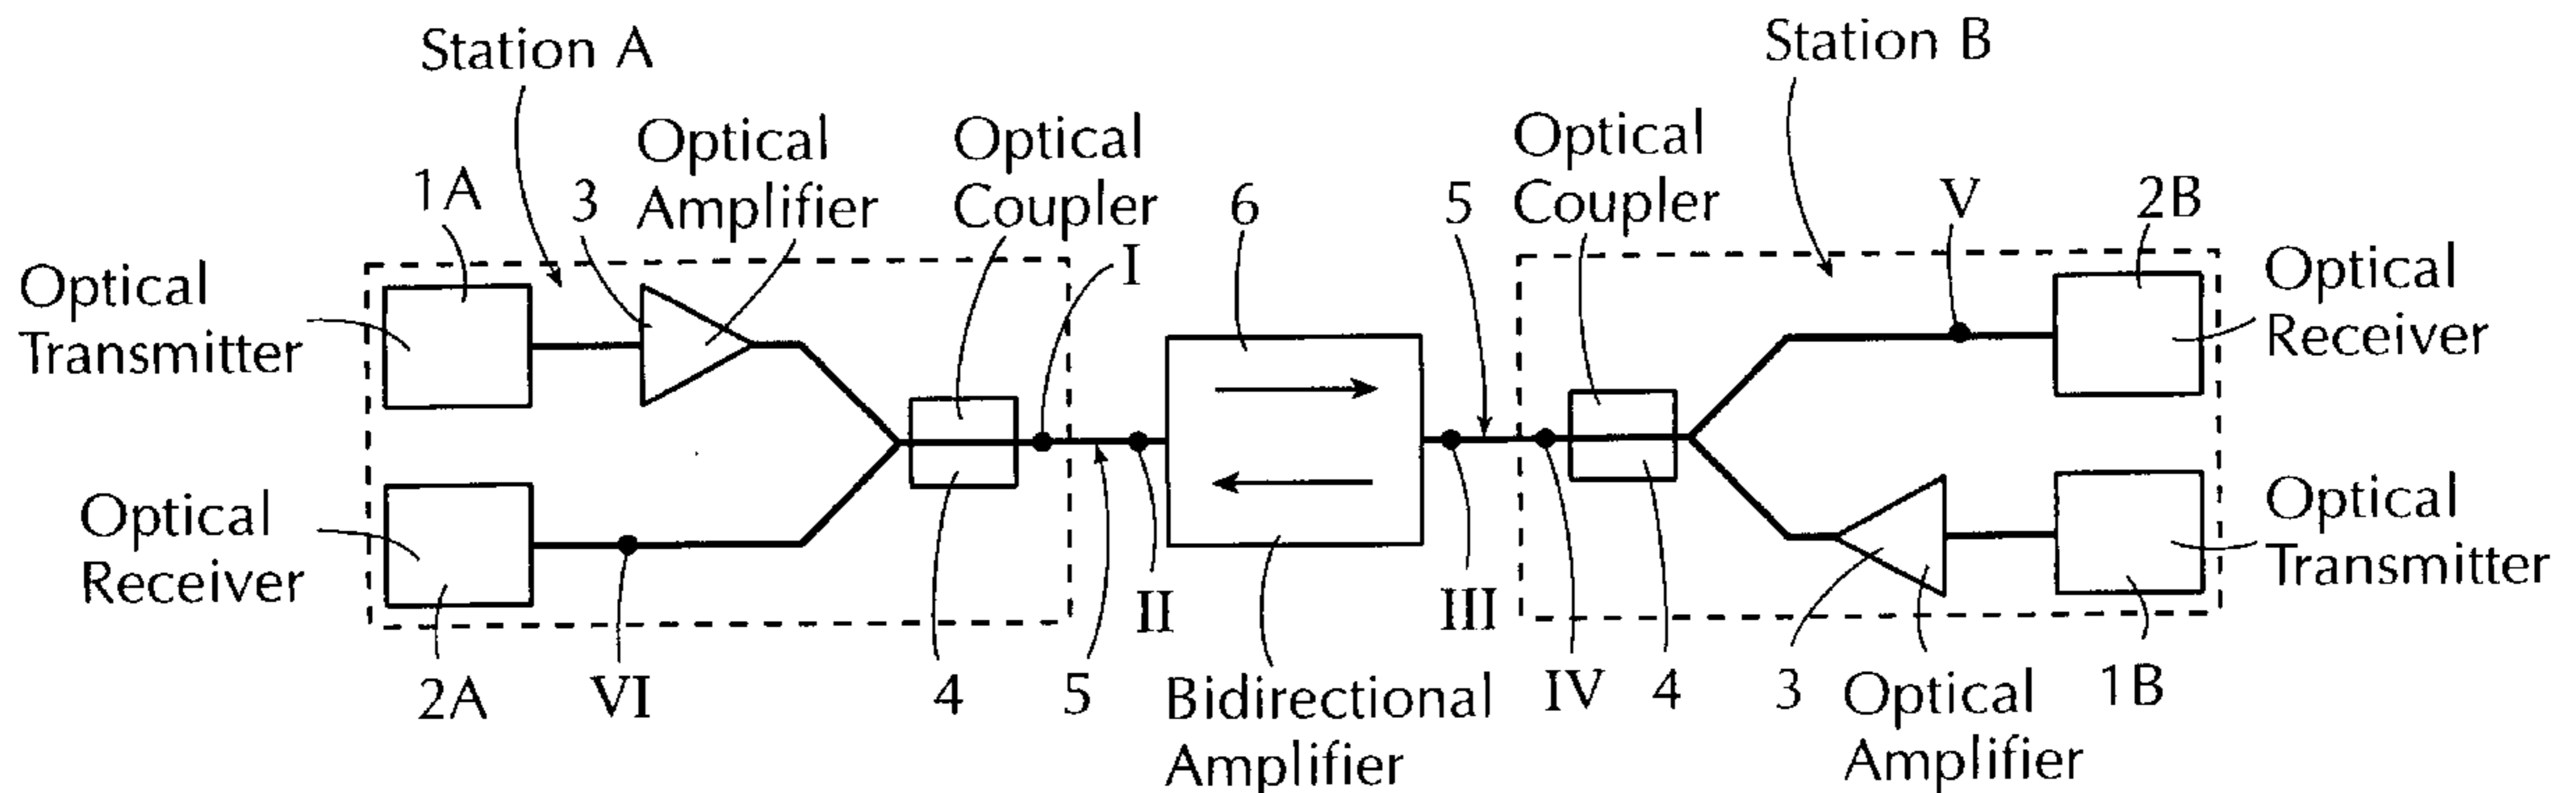 Station A
Station B
Optical
Amplifier
Optical
Coupler
Optical
Coupler
1A
3
I
6
5
V
2B
Optical
Transmitter
Optical
Receiver
Optical
Receiver
Optical
Transmitter
2A
VI
4
5
II
Bidirectional
Amplifier
III
IV
4
3
Optical
Amplifier
1B